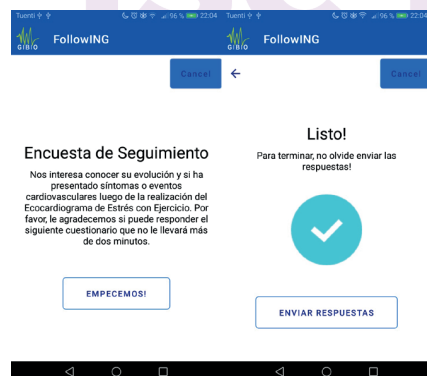 Tuenti 96 % 22:04
GIBIO FollowING
Cancel
Encuesta de Seguimiento
Nos interesa conocer su evolución y si ha
presentado síntomas o eventos
cardiovasculares luego de la realización del
Ecocardiograma de Estrés con Ejercicio. Por
favor, le agradecemos si puede responder el
siguiente cuestionario que no le llevará más
de dos minutos.
EMPECEMOS!
Tuenti 96 % 22:04
GIBIO FollowING
Cancel
Listo!
Para terminar, no olvide enviar las
respuestas!
ENVIAR RESPUESTAS